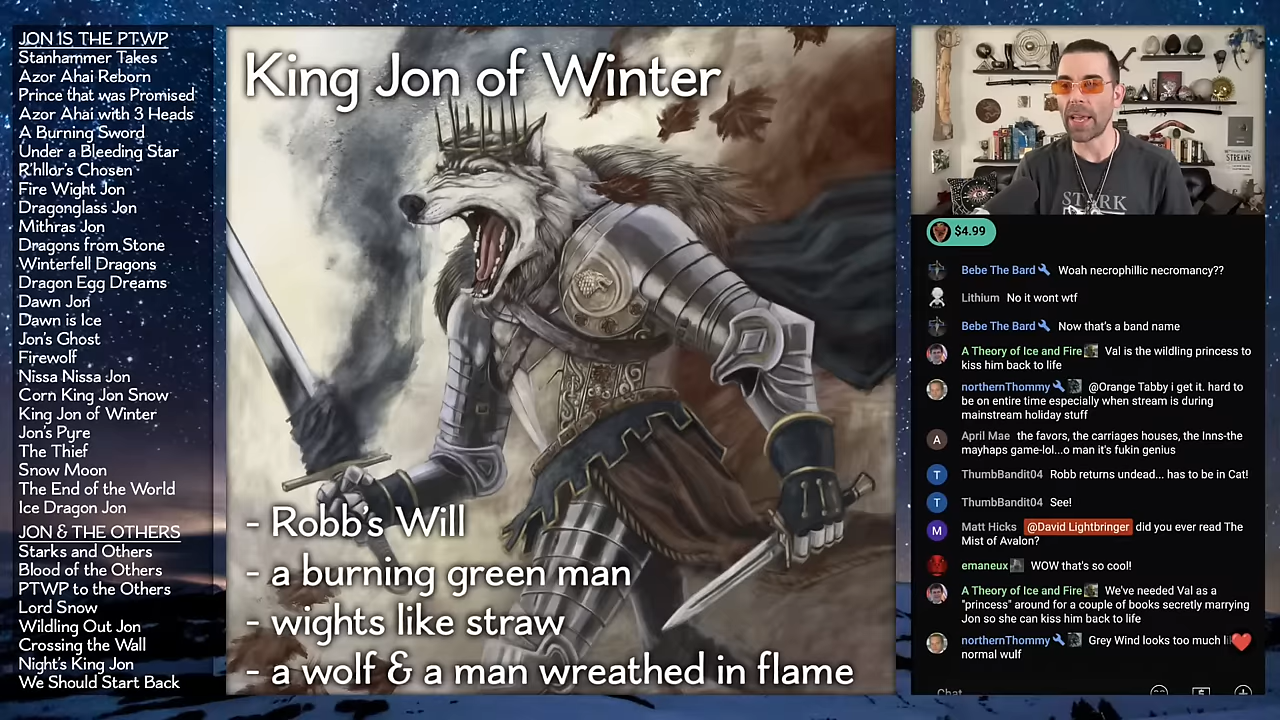 JON 1S THE PTWP
Stanhammer Takes
Azor Ahai Reborn
Prince that was Promised
Azor Ahai with 3 Heads
A Burning Sword
Under a Bleeding Star
R'hllor's Chosen
Fire Wight Jon
Dragonglass Jon
Mithras Jon
Dragons from Stone
Winterfell Dragons
Dragon Egg Dreams
Dawn Jon
Dawn is Ice
Jon's Ghost
Firewolf
Nissa Nissa Jon
Corn King Jon Snow
King Jon of Winter
Jon's Pyre
The Thief
Snow Moon
The End of the World
Ice Dragon Jon
JON & THE OTHERS
Starks and Others
Blood of the Others
PTWP to the Others
Lord Snow
Wildling Out Jon
Crossing the Wall
Night's King Jon
We Should Start Back
King Jon of Winter
- Robb's Will
- a burning green man
- wights like straw
- a wolf & a man wreathed in flame
STARK
$4.99
Bebe The Bard Woah necrophillic necromancy??
Lithium No it wont wtf
Bebe The Bard Now that's a band name
A Theory of Ice and Fire Val is the wildling princess to
kiss him back to life
northernThommy @Orange Tabby i get it. hard to
be on entire time especially when stream is during
mainstream holiday stuff
A April Mae the favors, the carriages houses, the Inns-the
mayhaps game-lol...o man it's fukin genius
T ThumbBandit04 Robb returns undead... has to be in Cat!
T ThumbBandit04 See!
M Matt Hicks @David Lightbringer did you ever read The
Mist of Avalon?
emaneux WOW that's so cool!
A Theory of Ice and Fire We've needed Val as a
"princess" around for a couple of books secretly marrying
Jon so she can kiss him back to life
northernThommy Grey Wind looks too much
normal wulf
Chat